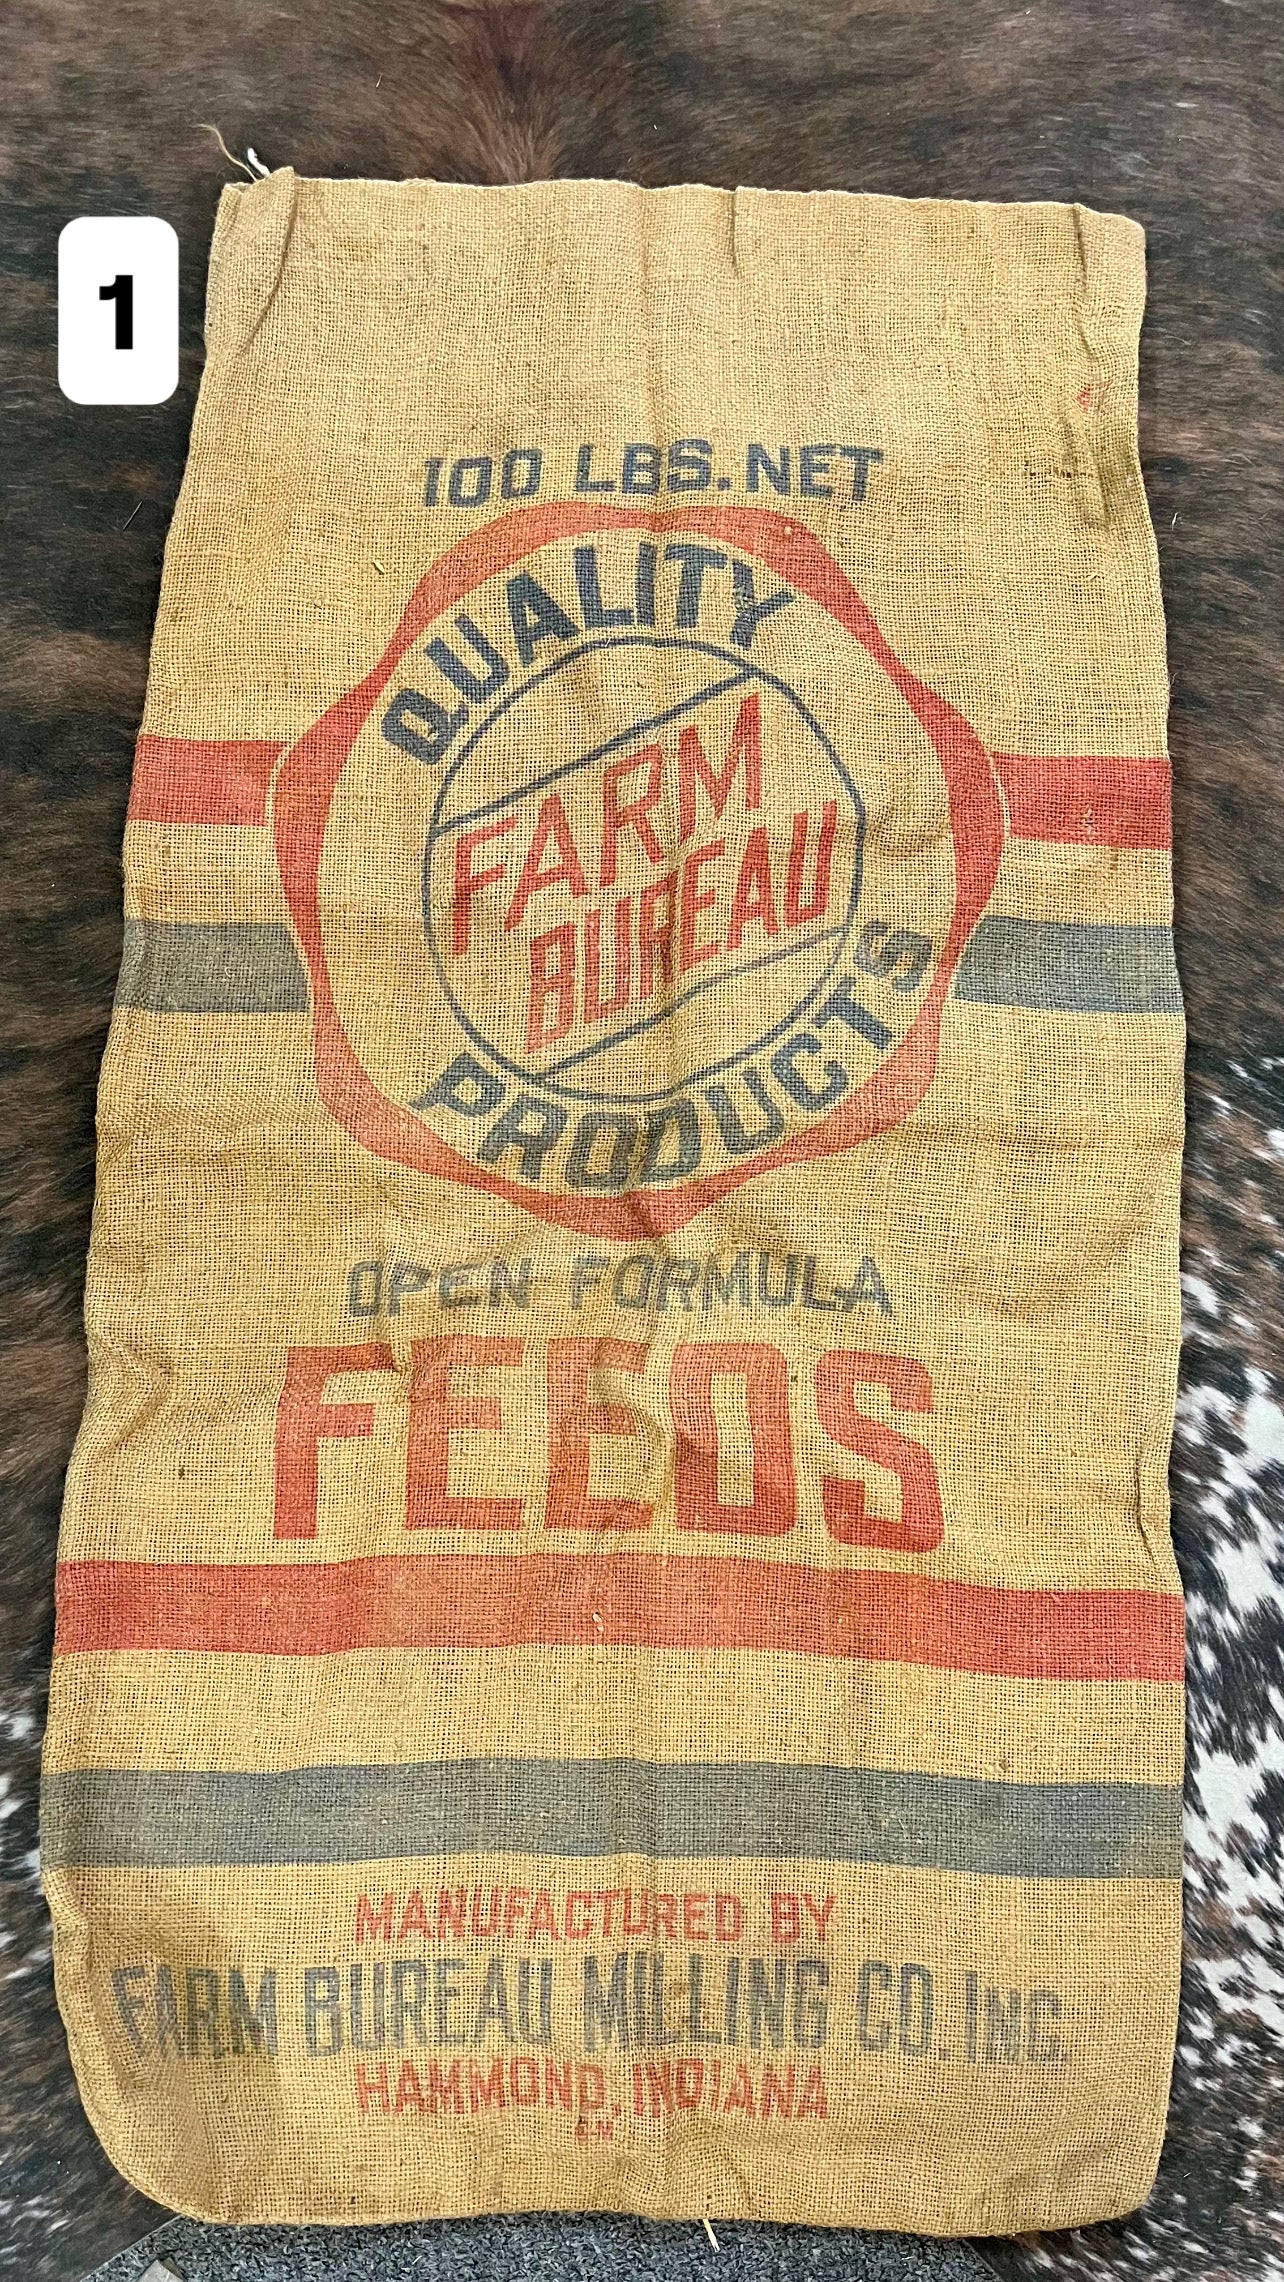 1
100 LBS. NET
QUALITY
FARM
BUREAU
PRODUCTS
OPEN FORMULA
FEEDS
MANUFACTURED BY
FARM BUREAU MILLING CO. INC.
HAMMOND, INDIANA